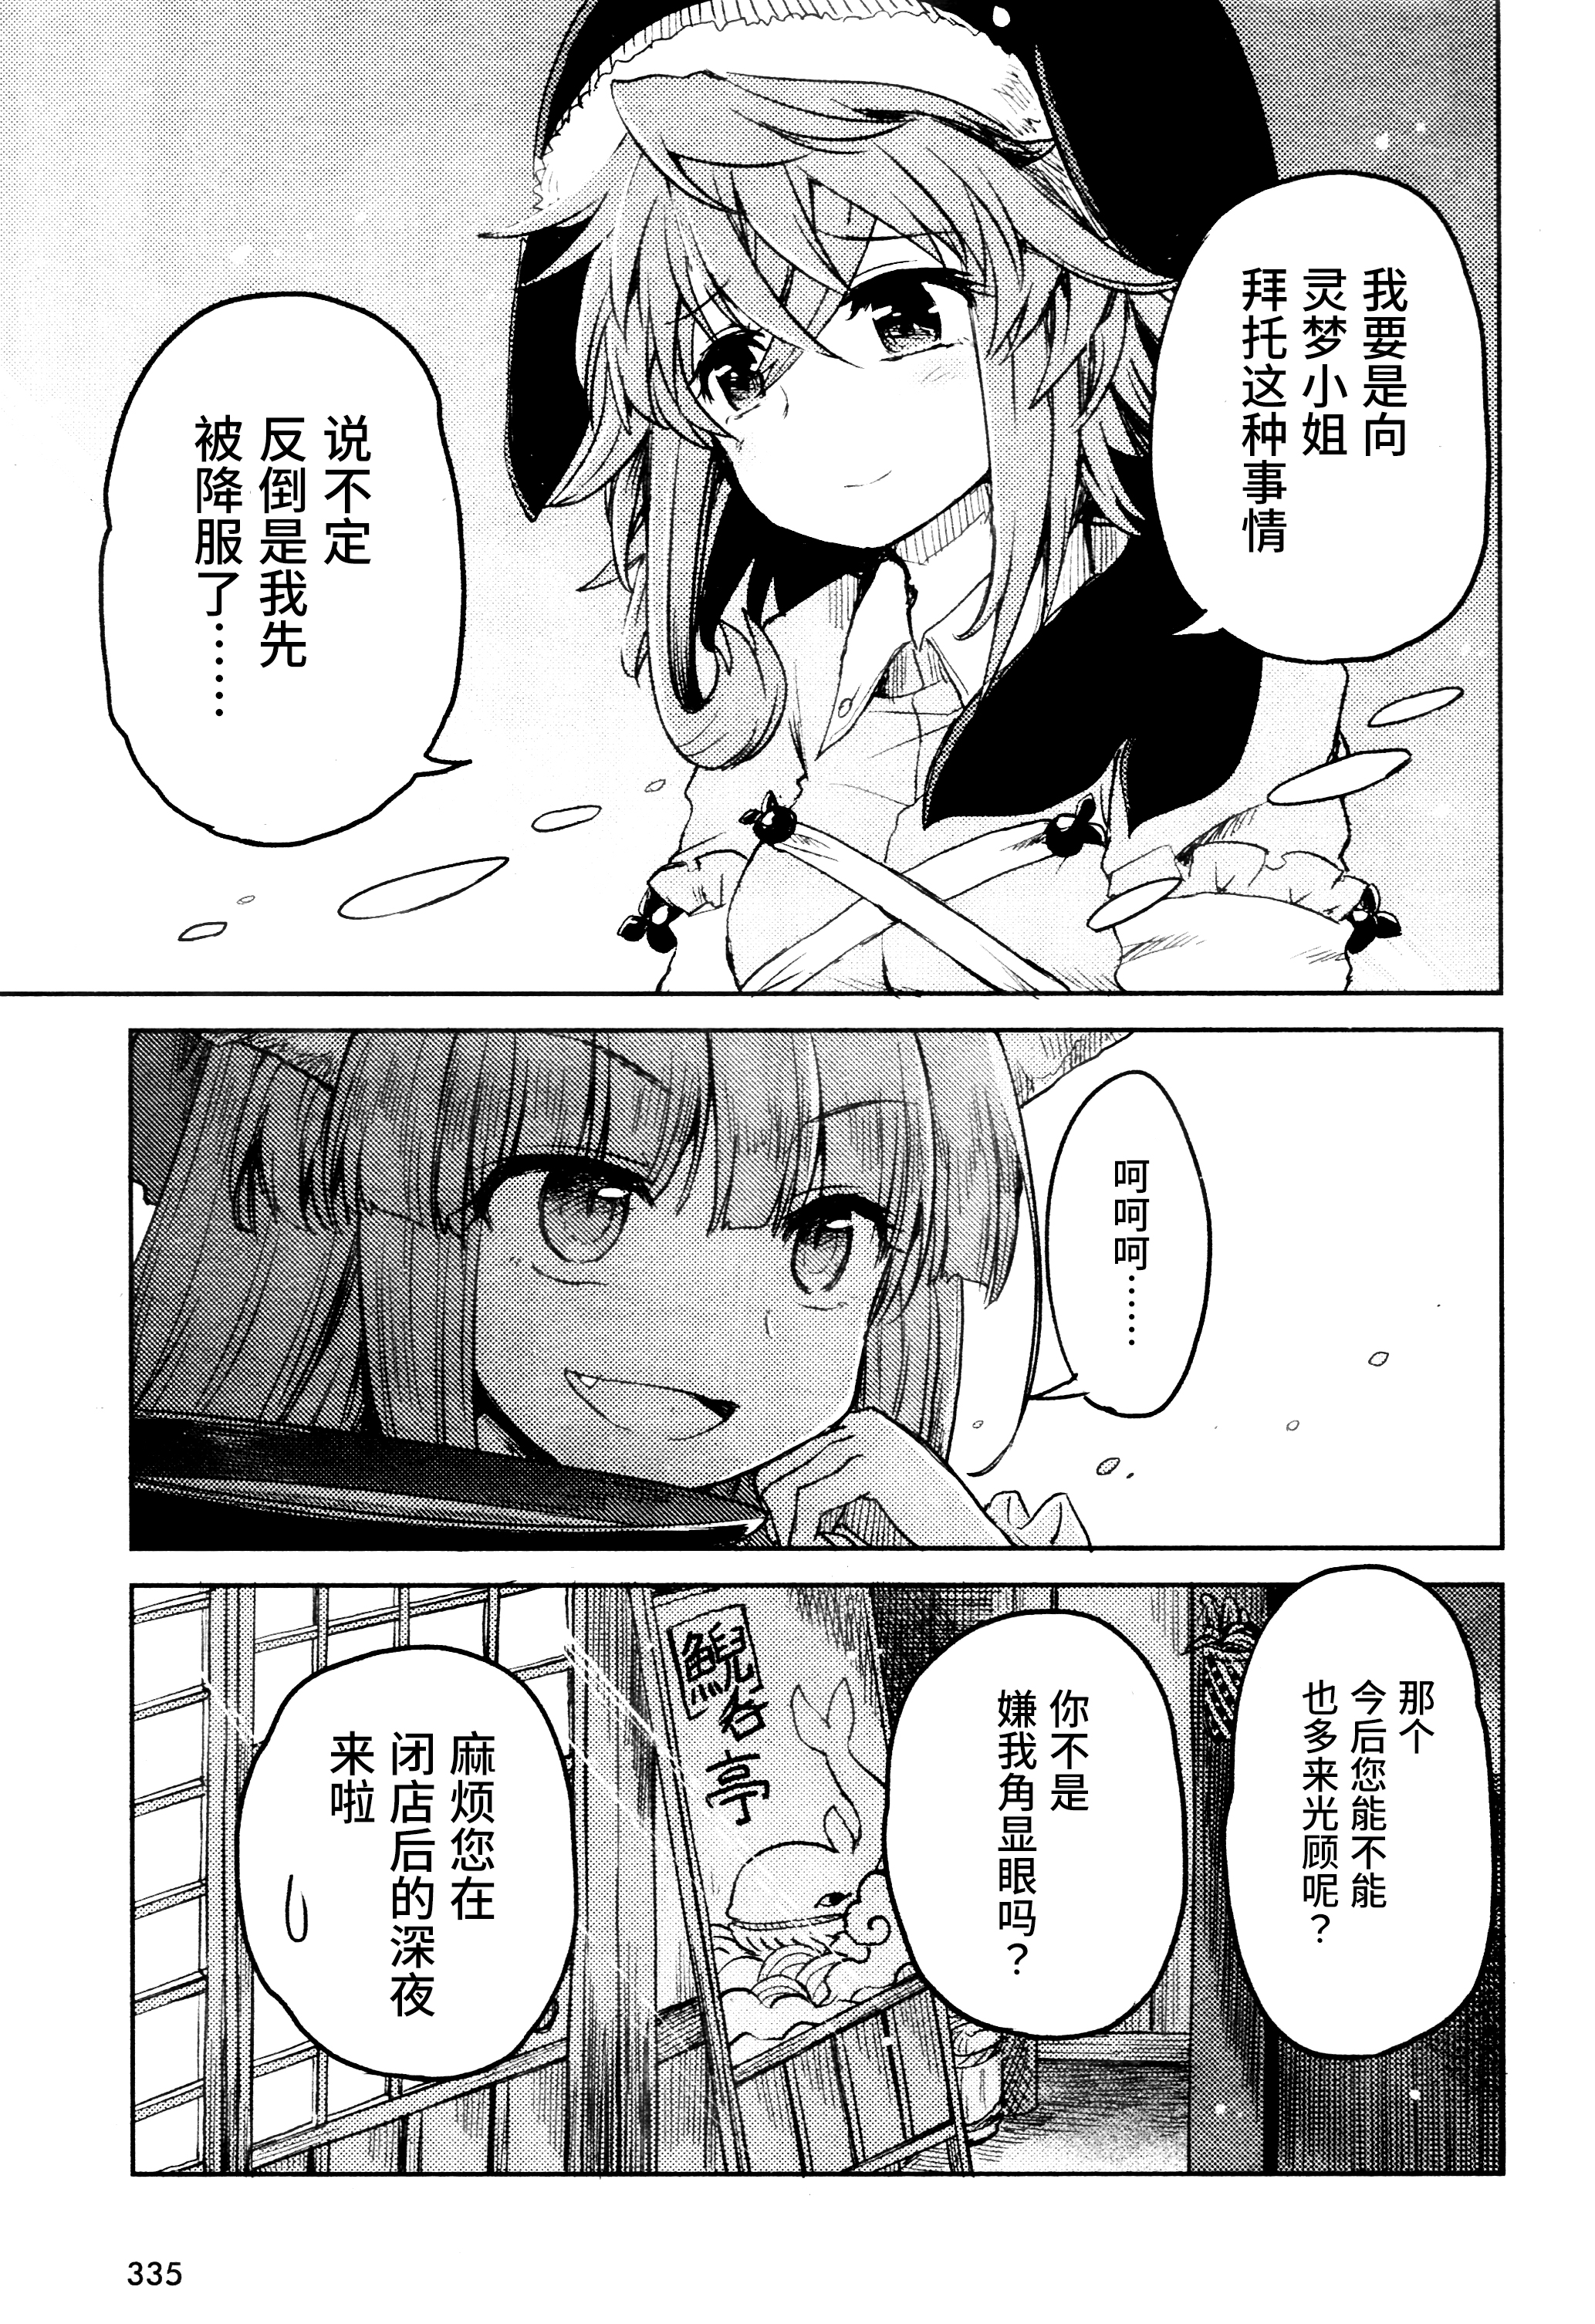 我要是向
灵梦小姐
拜托这种事情
说不定
反倒是我先
被降服了……
呵呵呵……
那个
今后您能不能
也多来光顾呢？
你不是
嫌我角显眼吗？
鯢呑亭
麻烦您在
闭店后的深夜
来啦
335